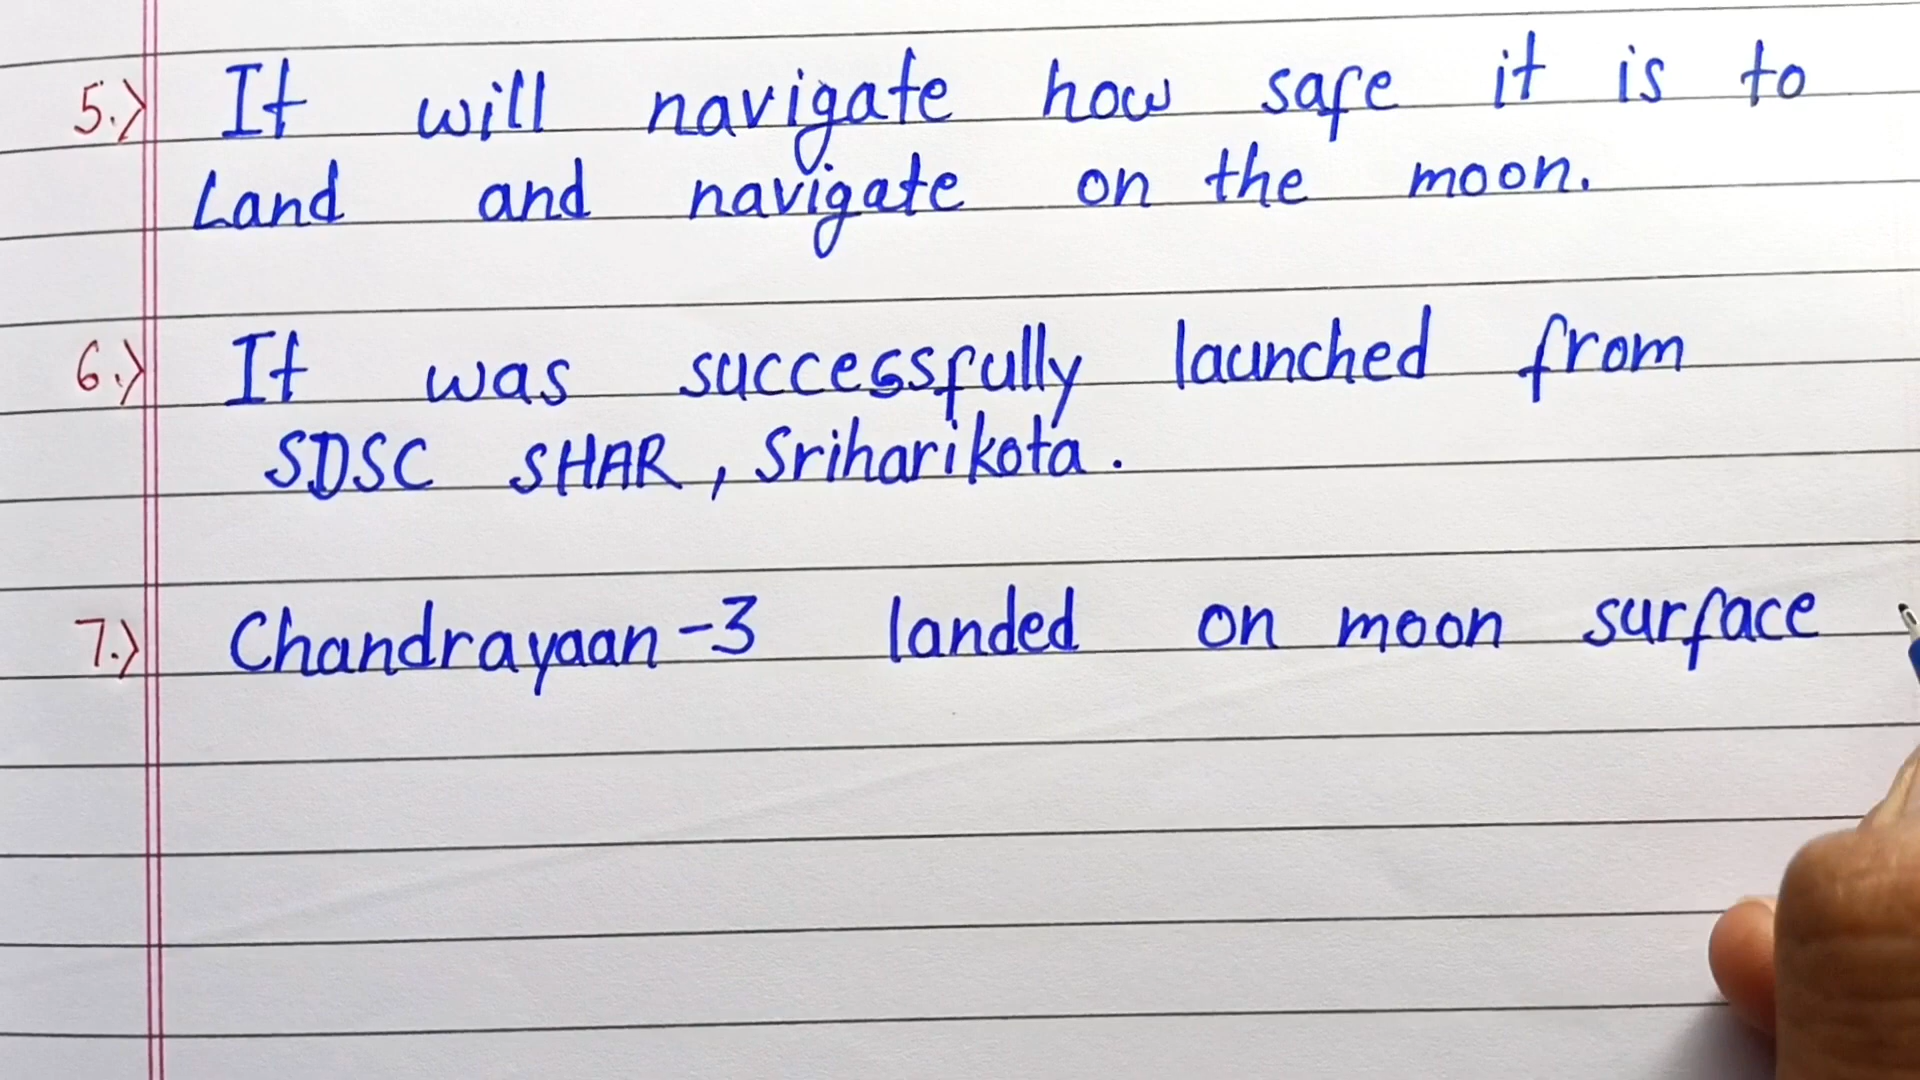 5.) It will navigate how safe it is to
Land and navigate on the moon.
6.) It was successfully launched from
SDSC SHAR, Sriharikota.
7.) Chandrayaan-3 landed on moon surface